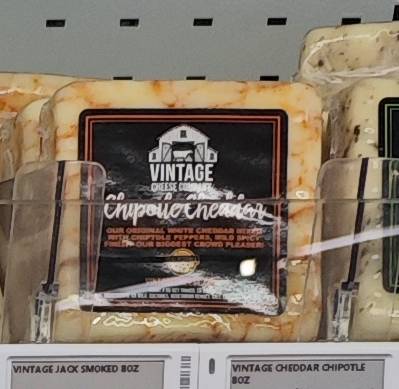 VINTAGE
CHEESE COMPANY
Chipotle Cheddar
OUR ORIGINAL WHITE CHEDDAR
WITH CHIPOTLE PEPPERS, MILD SPICY
FINISH OUR BIGGEST CROWD PLEASER!
VINTAGE JACK SMOKED 8OZ
VINTAGE CHEDDAR CHIPOTLE
8OZ